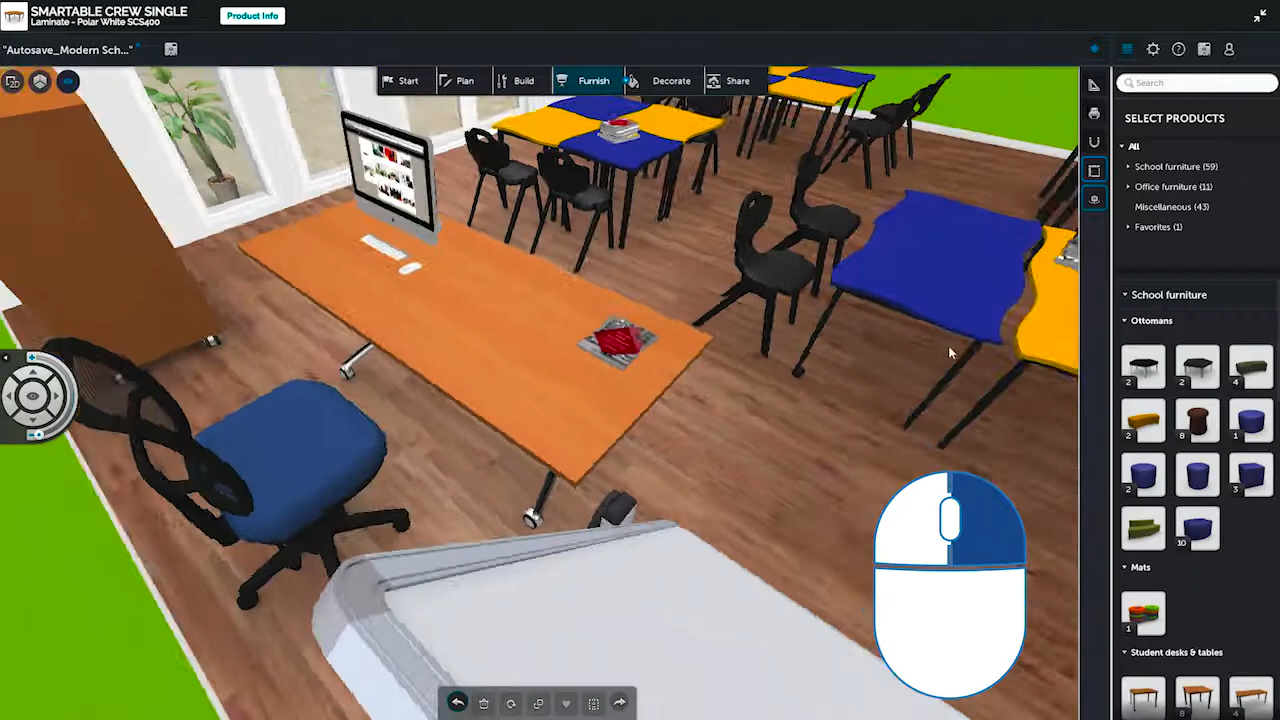 SMARTABLE CREW SINGLE
Laminate - Polar White SCS400
Product Info
"Autosave_Modern Sch..."
2D
Start
Plan
Build
Furnish
Decorate
Share
Search
SELECT PRODUCTS
All
School furniture (59)
Office furniture (11)
Miscellaneous (43)
Favorites (1)
School furniture
Ottomans
2
2
4
2
8
1
2
3
10
Mats
1
Student desks & tables
8
4